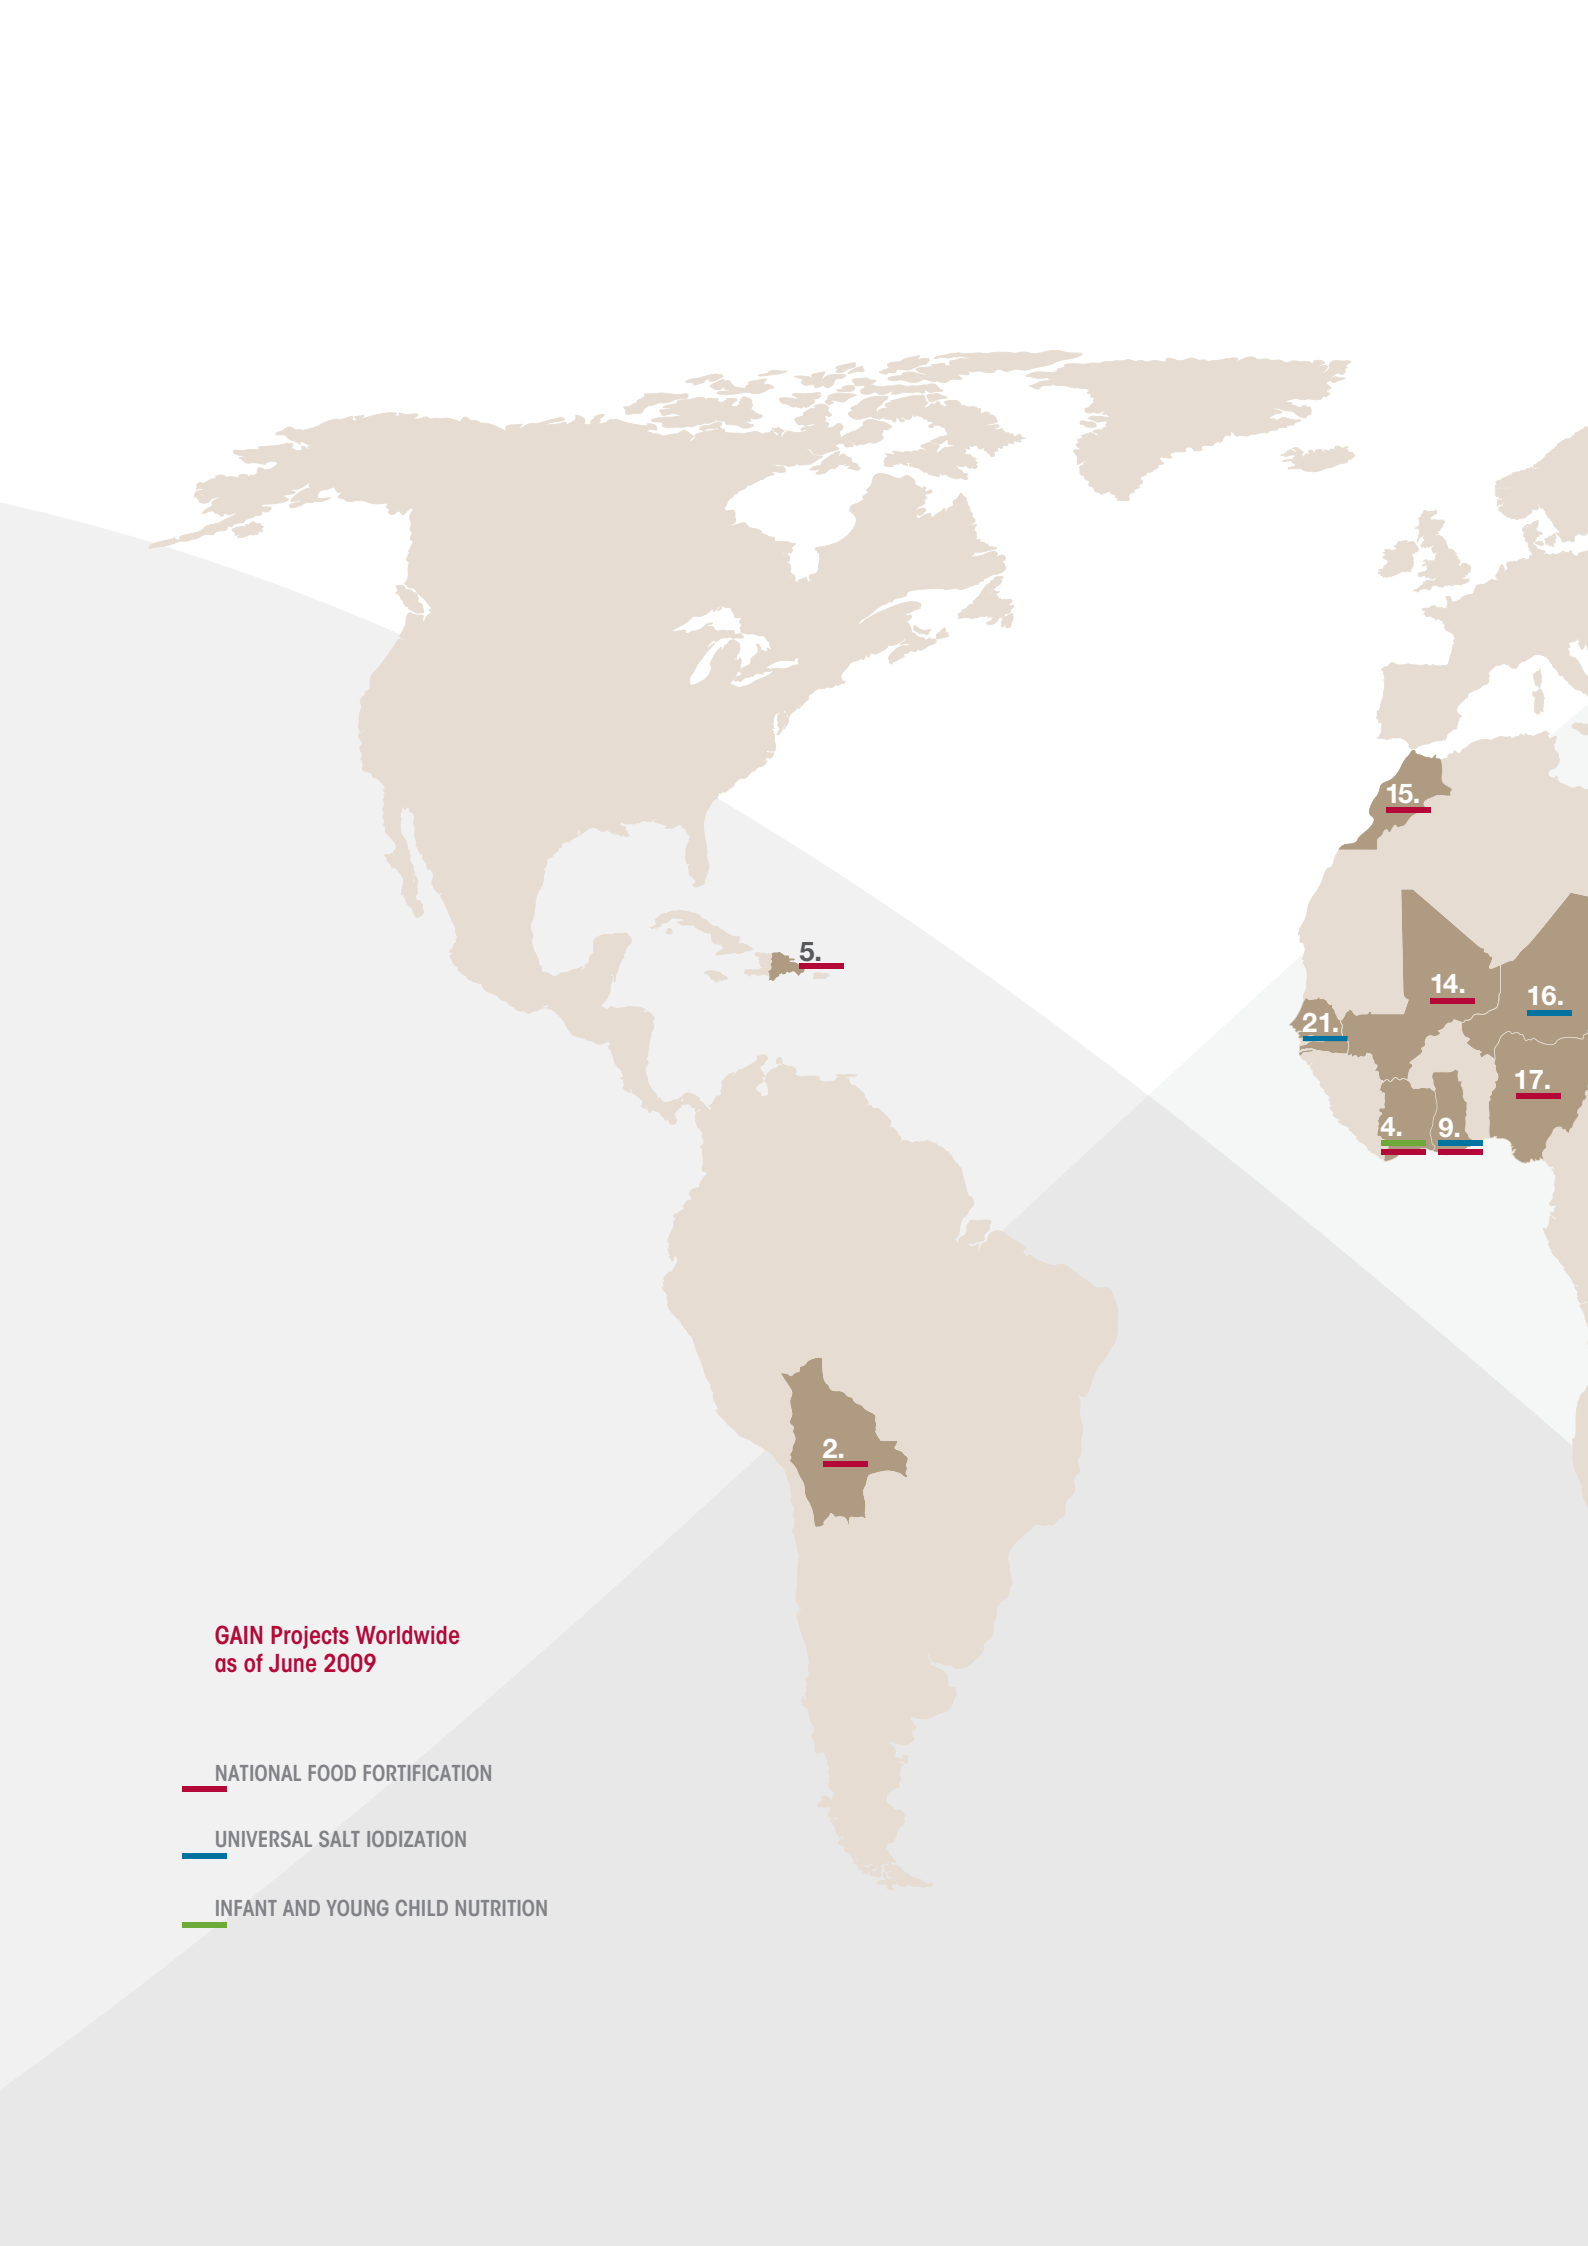 15.
5.
14.
16.
21.
17.
4.
9.
2.
GAIN Projects Worldwide
as of June 2009
NATIONAL FOOD FORTIFICATION
UNIVERSAL SALT IODIZATION
INFANT AND YOUNG CHILD NUTRITION